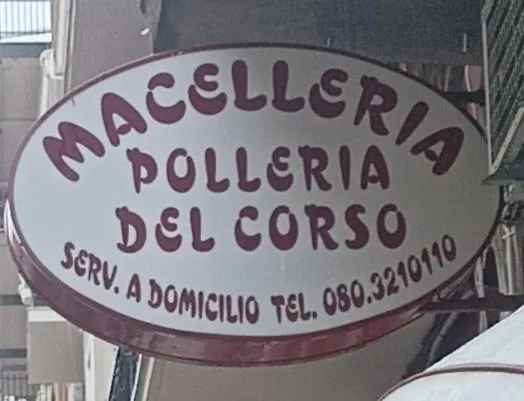 MACELLERIA
POLLERIA
DEL CORSO
SERV. A DOMICILIO TEL. 080.3210110